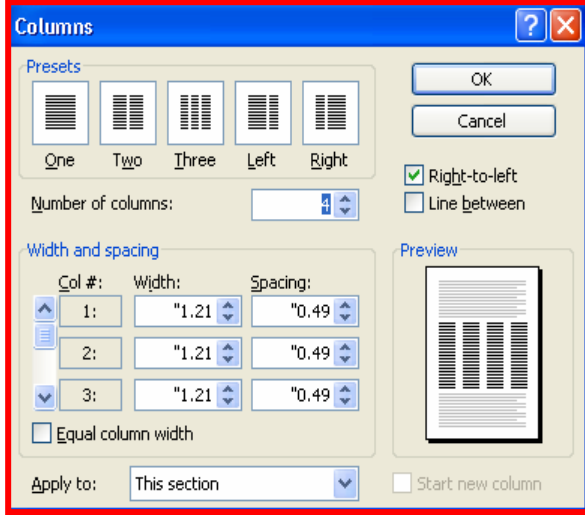 Columns
Presets
One Two Three Left Right
OK
Cancel
Number of columns: 4
Right-to-left
Line between
Width and spacing
Col #: Width: Spacing:
1: "1.21 "0.49
2: "1.21 "0.49
3: "1.21 "0.49
Equal column width
Preview
Apply to: This section
Start new column